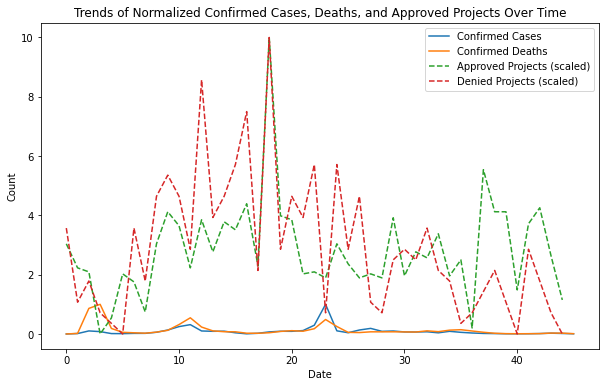 Trends of Normalized Confirmed Cases, Deaths, and Approved Projects Over Time
Confirmed Cases
Confirmed Deaths
Approved Projects (scaled)
Denied Projects (scaled)
10
8
6
4
2
0
Count
0
10
20
30
40
Date